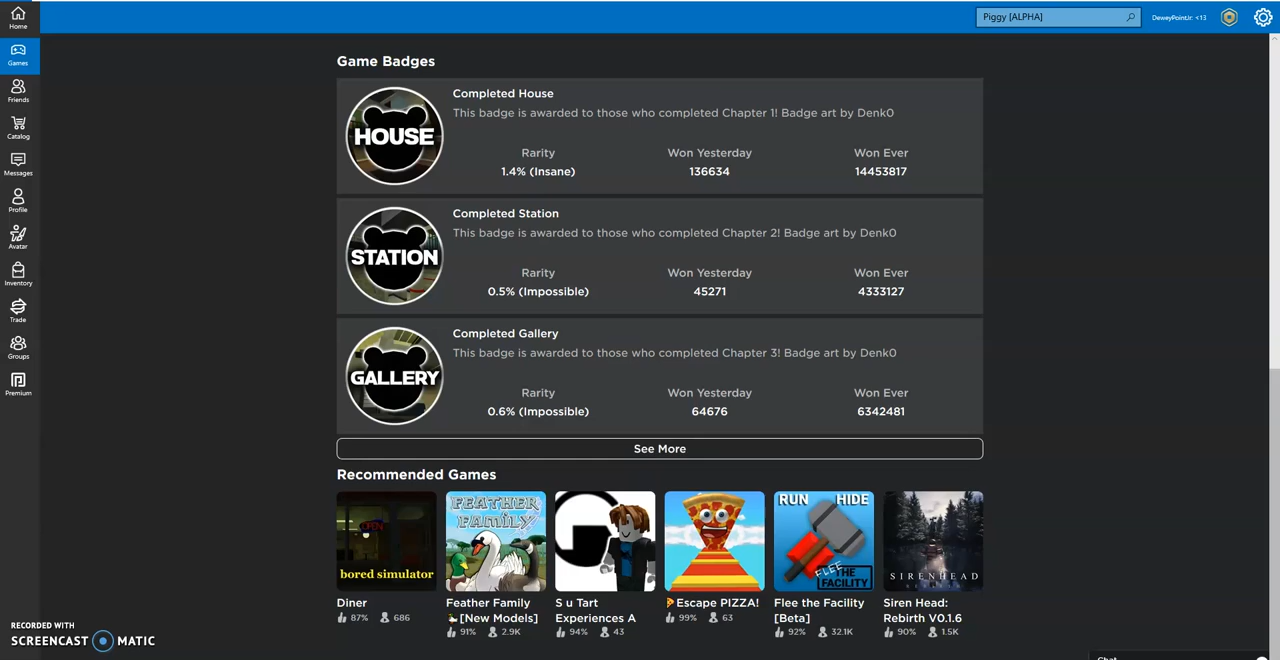 Piggy [ALPHA]
DeweyPointJr: <13
Home
Games
Friends
Catalog
Messages
Profile
Avatar
Inventory
Trade
Groups
Premium
Game Badges
HOUSE
Completed House
This badge is awarded to those who completed Chapter 1! Badge art by Denk0
Rarity Won Yesterday Won Ever
1.4% (Insane) 136634 14453817
STATION
Completed Station
This badge is awarded to those who completed Chapter 2! Badge art by Denk0
Rarity Won Yesterday Won Ever
0.5% (Impossible) 45271 4333127
GALLERY
Completed Gallery
This badge is awarded to those who completed Chapter 3! Badge art by Denk0
Rarity Won Yesterday Won Ever
0.6% (Impossible) 64676 6342481
See More
Recommended Games
OPEN
bored simulator
Diner
87% 686
FEATHER
FAMILY
Feather Family
[New Models]
91% 2.9K
S u Tart
Experiences A
94% 43
Escape PIZZA!
99% 63
RUN HIDE
FLEE THE
FACILITY
Flee the Facility
[Beta]
92% 32.1K
SIRENHEAD
Siren Head:
Rebirth V0.1.6
90% 1.5K
RECORDED WITH
SCREENCAST MATIC
Chat